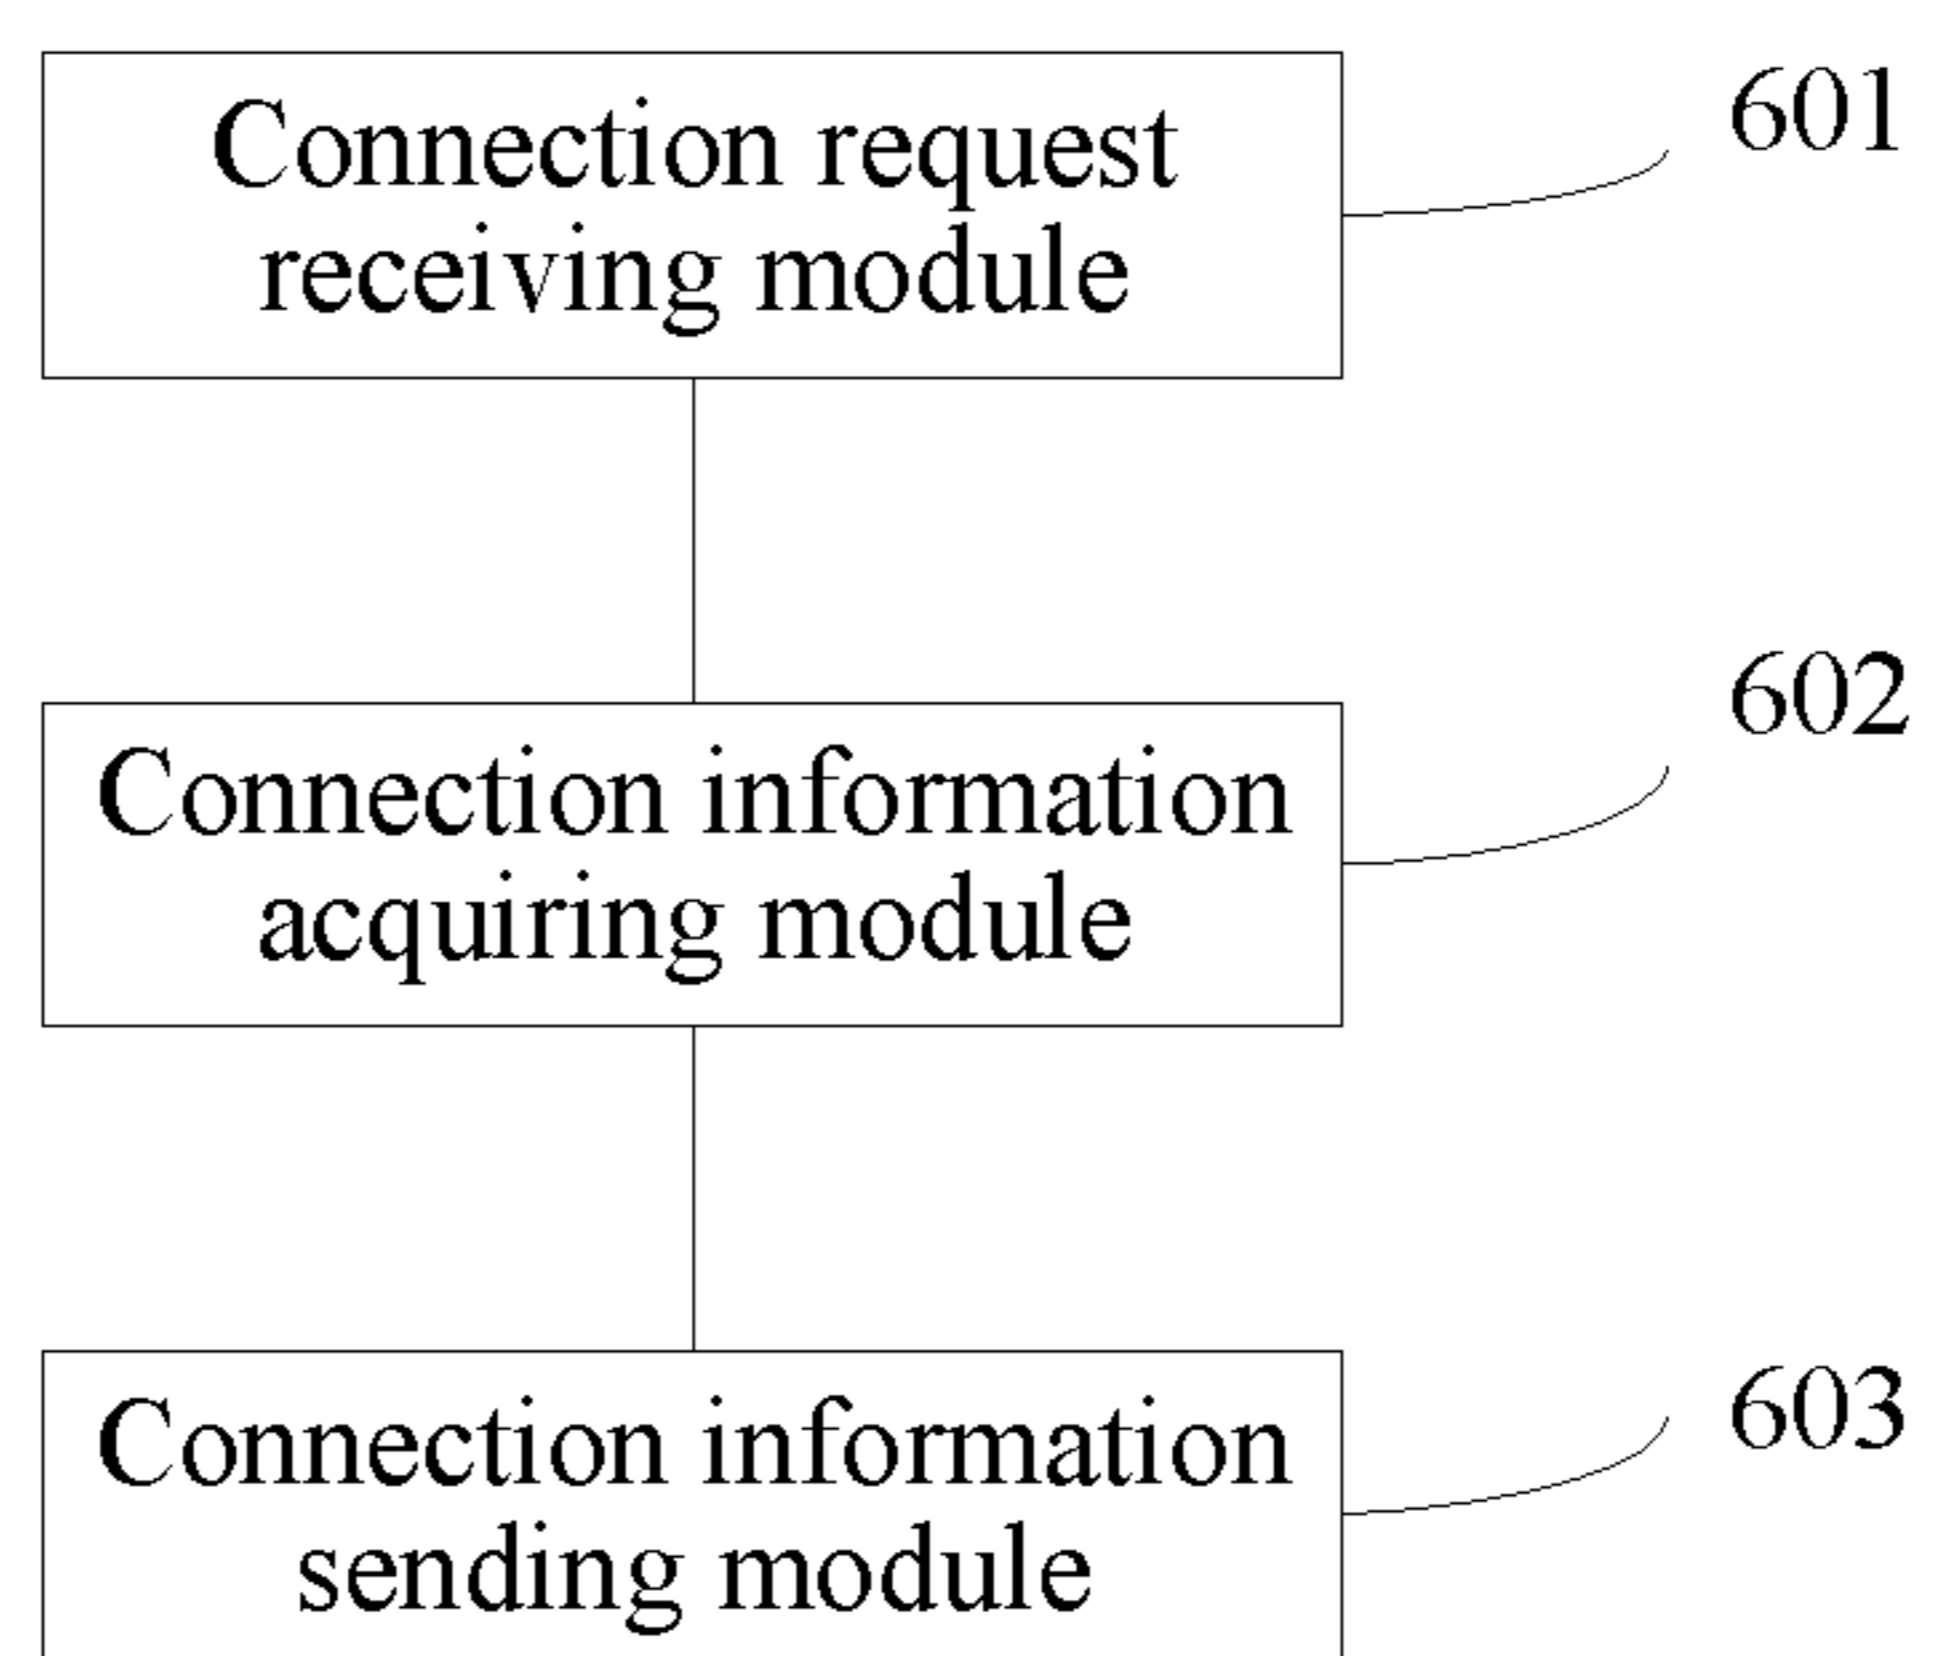 Connection request
receiving module
601
Connection information
acquiring module
602
Connection information
sending module
603